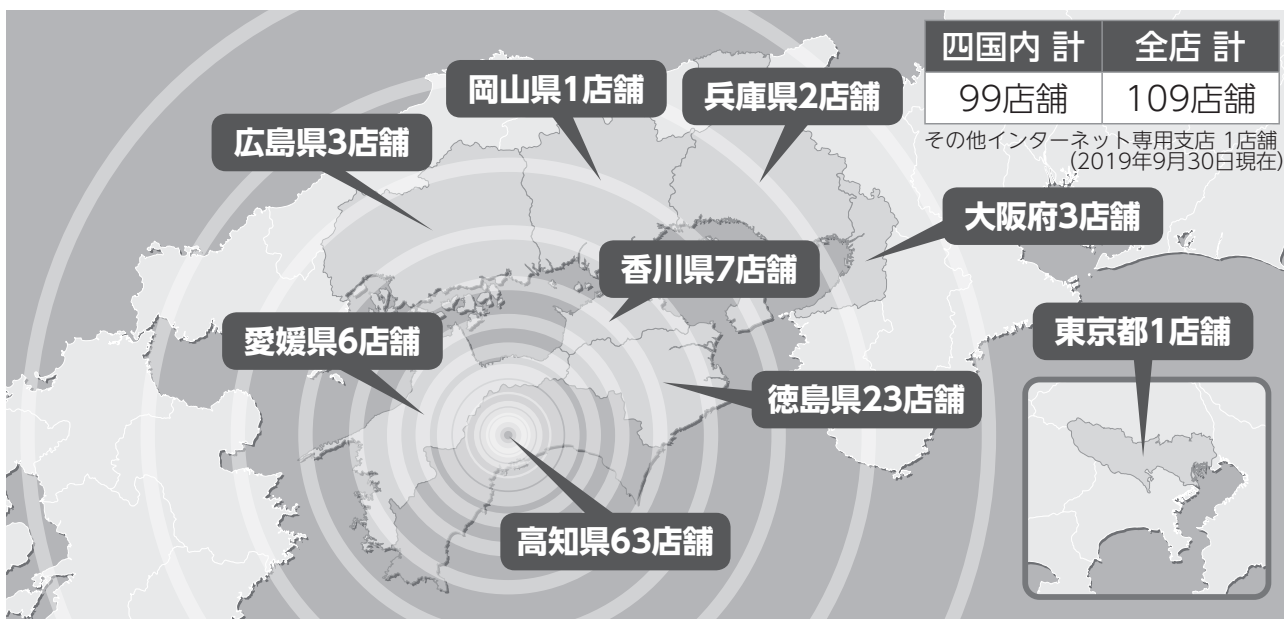 四国内 計 全店 計
99店舗 109店舗
その他インターネット専用支店 1店舗
(2019年9月30日現在)
岡山県1店舗
兵庫県2店舗
広島県3店舗
大阪府3店舗
香川県7店舗
愛媛県6店舗
東京都1店舗
徳島県23店舗
高知県63店舗